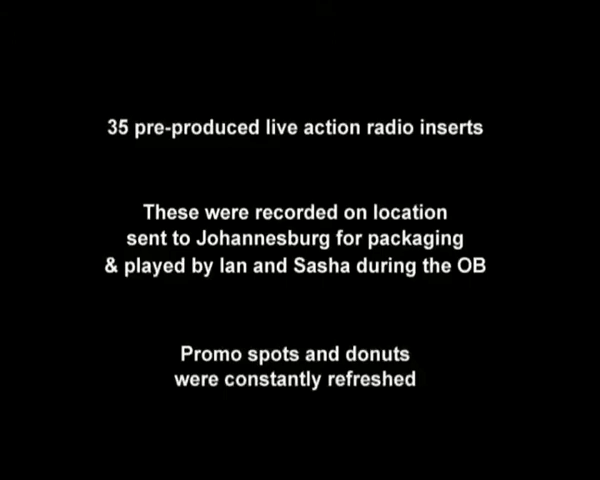 35 pre-produced live action radio inserts
These were recorded on location
sent to Johannesburg for packaging
& played by Ian and Sasha during the OB
Promo spots and donuts
were constantly refreshed